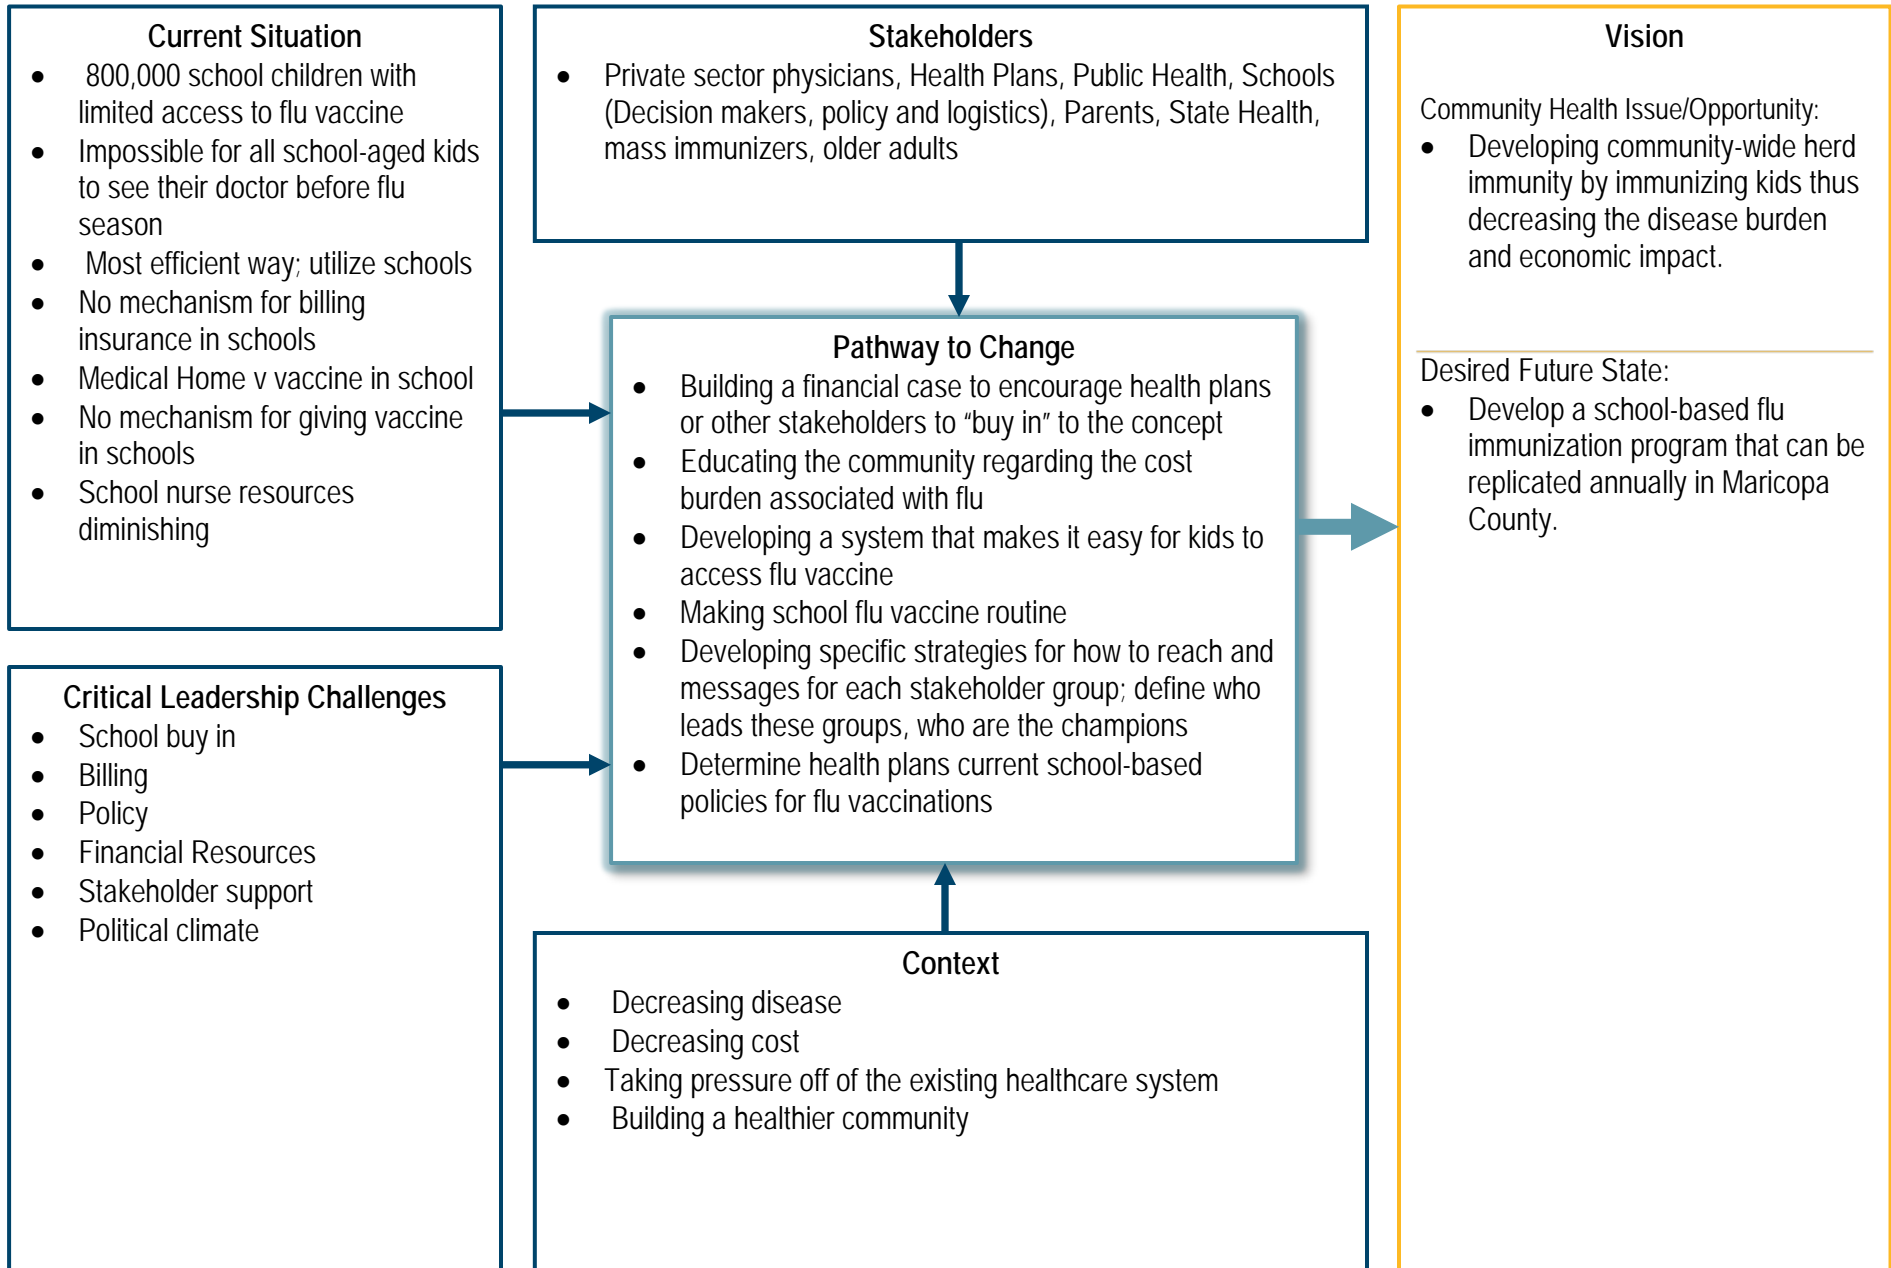 Current Situation
• 800,000 school children with
limited access to flu vaccine
• Impossible for all school-aged kids
to see their doctor before flu
season
• Most efficient way; utilize schools
• No mechanism for billing
insurance in schools
• Medical Home v vaccine in school
• No mechanism for giving vaccine
in schools
• School nurse resources
diminishing
Critical Leadership Challenges
• School buy in
• Billing
• Policy
• Financial Resources
• Stakeholder support
• Political climate
Stakeholders
• Private sector physicians, Health Plans, Public Health, Schools
(Decision makers, policy and logistics), Parents, State Health,
mass immunizers, older adults
Pathway to Change
• Building a financial case to encourage health plans
or other stakeholders to “buy in” to the concept
• Educating the community regarding the cost
burden associated with flu
• Developing a system that makes it easy for kids to
access flu vaccine
• Making school flu vaccine routine
• Developing specific strategies for how to reach and
messages for each stakeholder group; define who
leads these groups, who are the champions
• Determine health plans current school-based
policies for flu vaccinations
Context
• Decreasing disease
• Decreasing cost
• Taking pressure off of the existing healthcare system
• Building a healthier community
Vision
Community Health Issue/Opportunity:
• Developing community-wide herd
immunity by immunizing kids thus
decreasing the disease burden
and economic impact.
Desired Future State:
• Develop a school-based flu
immunization program that can be
replicated annually in Maricopa
County.